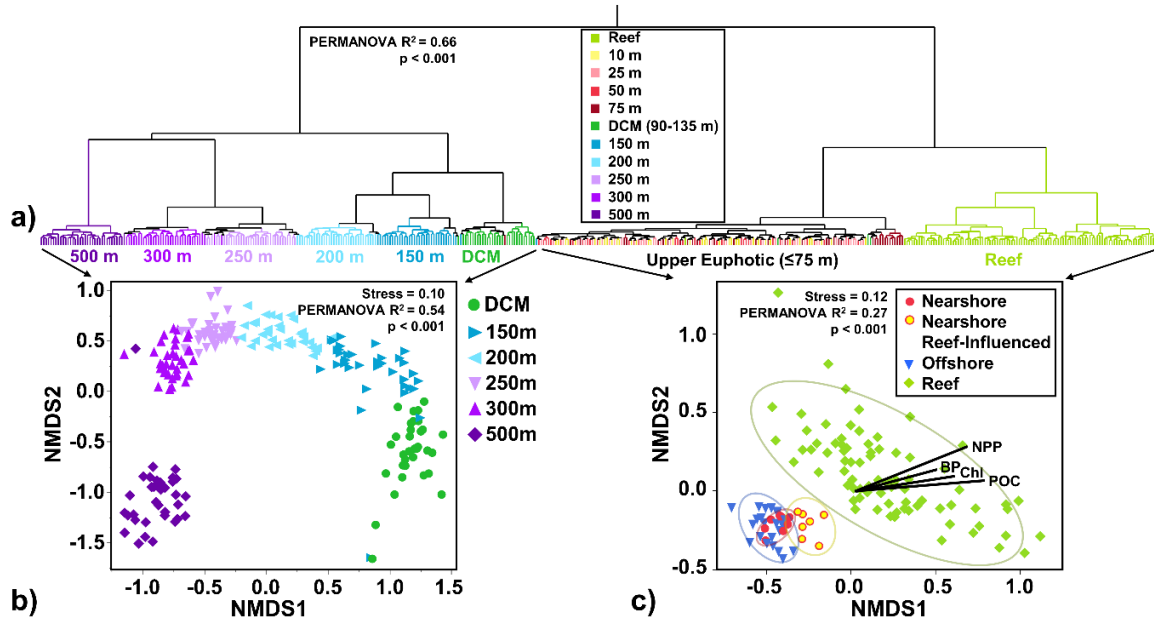 PERMANOVA R² = 0.66
p < 0.001
Reef
10 m
25 m
50 m
75 m
DCM (90-135 m)
150 m
200 m
250 m
300 m
500 m
a)
500 m
300 m
250 m
200 m
150 m
DCM
Upper Euphotic (≤75 m)
Reef
Stress = 0.10
PERMANOVA R² = 0.54
p < 0.001
DCM
150m
200m
250m
300m
500m
NMDS2
1.0
0.5
0.0
-0.5
-1.0
-1.5
-1.0
-0.5
0.0
0.5
1.0
1.5
NMDS1
b)
Stress = 0.12
PERMANOVA R² = 0.27
p < 0.001
Nearshore
Nearshore
Reef-Influenced
Offshore
Reef
NPP
BP
Chl
POC
NMDS2
1.0
0.5
0.0
-0.5
-0.5
0.0
0.5
1.0
NMDS1
c)